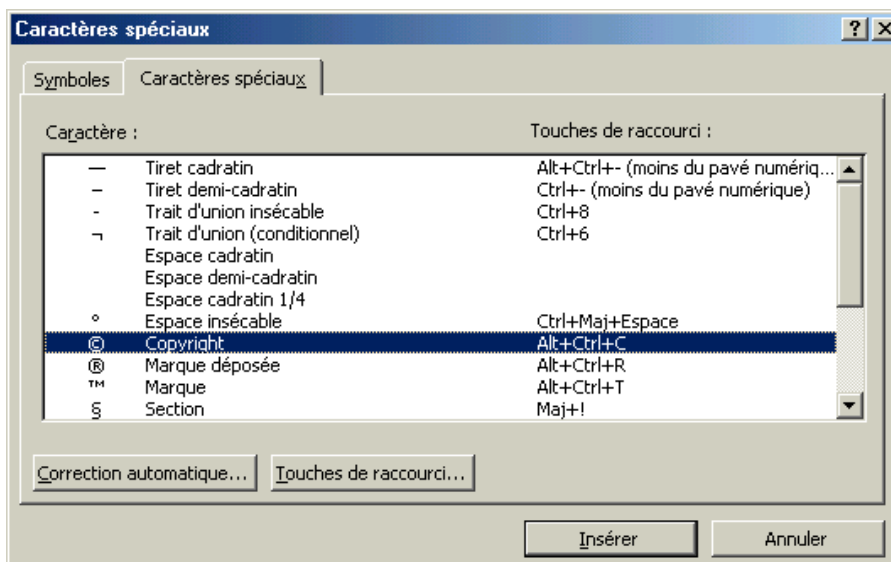 Caractères spéciaux
Symboles Caractères spéciaux
Caractère : Touches de raccourci :
— Tiret cadratin Alt+Ctrl+- (moins du pavé numériq...
– Tiret demi-cadratin Ctrl+- (moins du pavé numérique)
- Trait d'union insécable Ctrl+8
¬ Trait d'union (conditionnel) Ctrl+6
Espace cadratin
Espace demi-cadratin
Espace cadratin 1/4
° Espace insécable Ctrl+Maj+Espace
© Copyright Alt+Ctrl+C
® Marque déposée Alt+Ctrl+R
™ Marque Alt+Ctrl+T
§ Section Maj+!
Correction automatique... Touches de raccourci...
Insérer Annuler